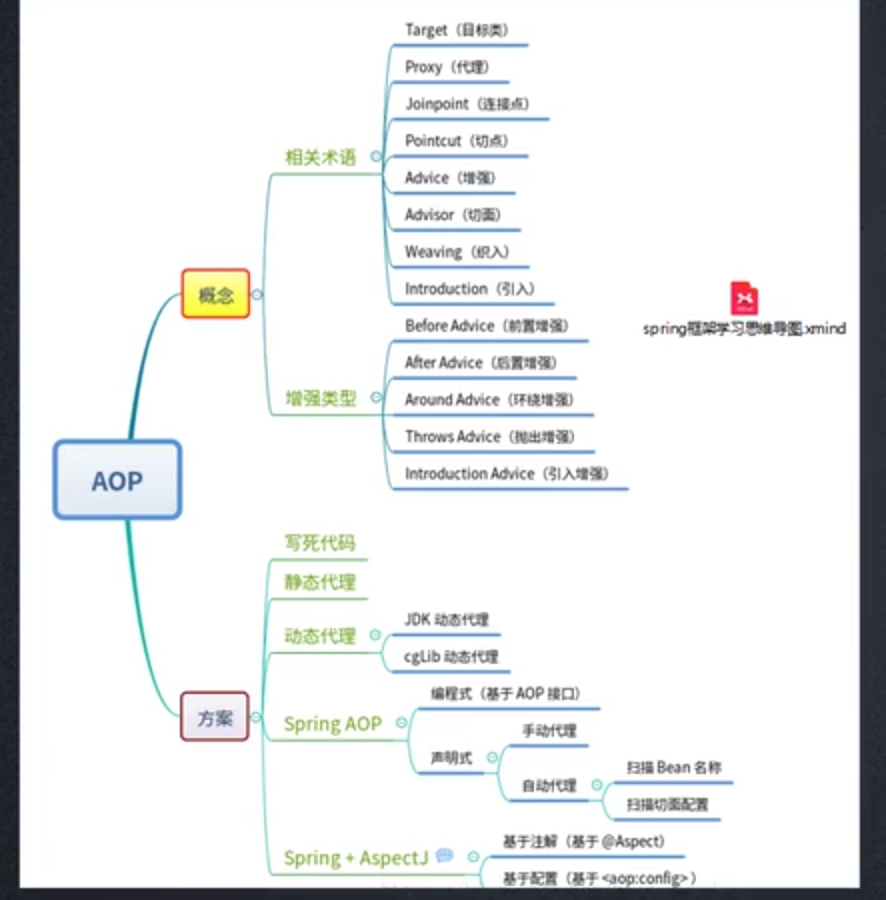 Target（目标类）
Proxy（代理）
Joinpoint（连接点）
Pointcut（切点）
相关术语
Advice（增强）
Advisor（切面）
Weaving（织入）
Introduction（引入）
概念
spring框架学习思维导图.xmind
Before Advice（前置增强）
After Advice（后置增强）
增强类型
Around Advice（环绕增强）
Throws Advice（抛出增强）
Introduction Advice（引入增强）
AOP
写死代码
静态代理
动态代理
JDK 动态代理
cgLib 动态代理
方案
Spring AOP
编程式（基于 AOP 接口）
声明式
手动代理
自动代理
扫描 Bean 名称
扫描切面配置
Spring + AspectJ
基于注解（基于 @Aspect）
基于配置（基于 <aop:config>）